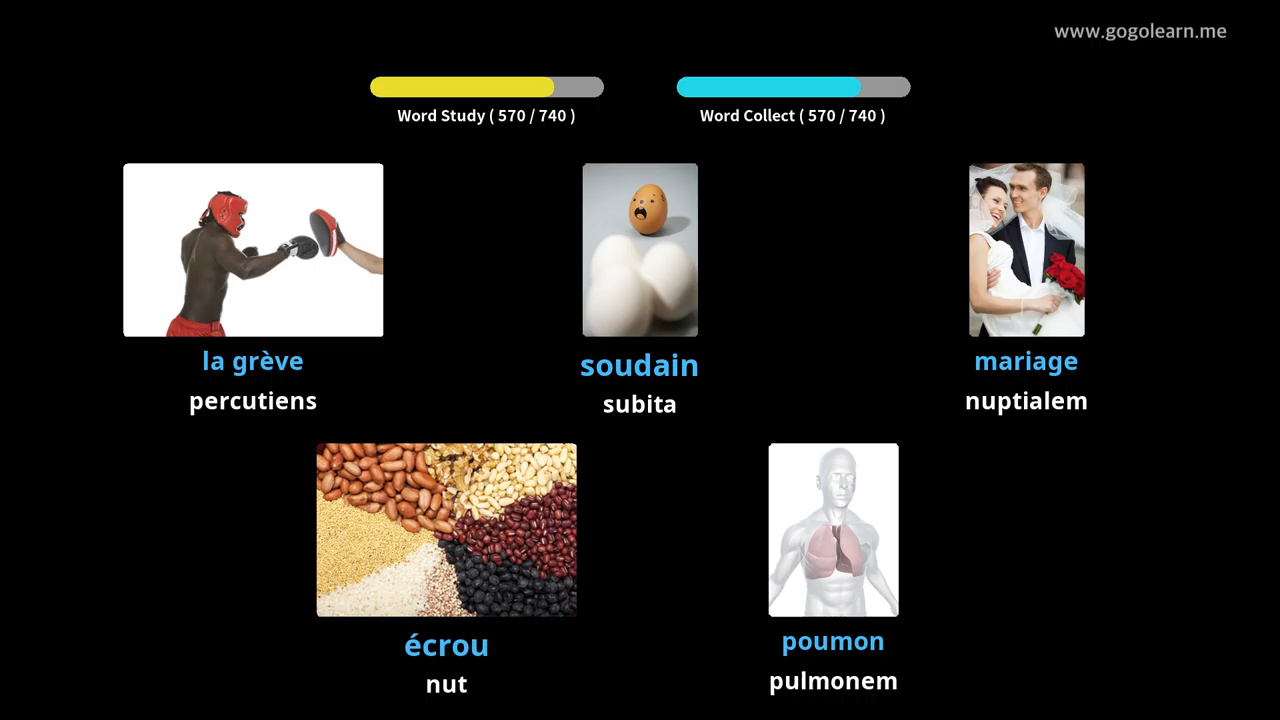 www.gogolearn.me
Word Study ( 570 / 740 )
Word Collect ( 570 / 740 )
la grève
percutiens
soudain
subita
mariage
nuptialem
écrou
nut
poumon
pulmonem